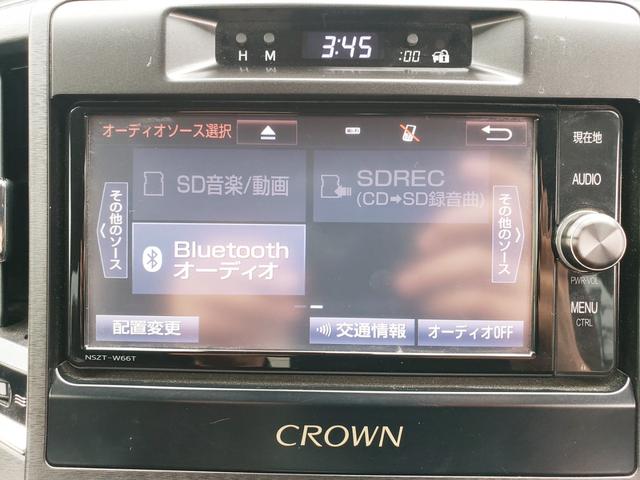 3:45
H M :00
オーディオソース選択
Wi-Fi
現在地
SD音楽/動画
SDREC
(CD➡SD録音曲)
AUDIO
その他のソース
その他のソース
Bluetooth
オーディオ
PWR•VOL
MENU
CTRL
配置変更
交通情報
オーディオOFF
NSZT-W66T
CROWN